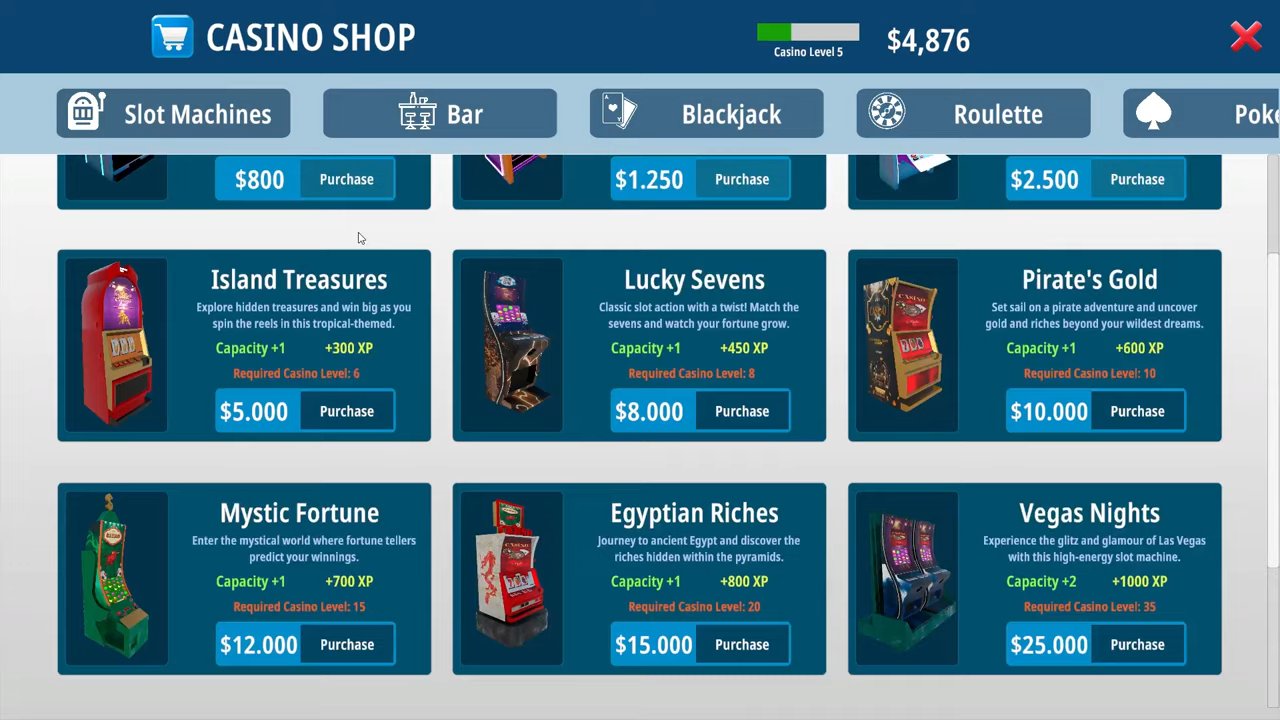 CASINO SHOP
Casino Level 5
$4,876
Slot Machines
Bar
Blackjack
Roulette
Poke
$800 Purchase
$1.250 Purchase
$2.500 Purchase
Island Treasures
Explore hidden treasures and win big as you
spin the reels in this tropical-themed.
Capacity +1 +300 XP
Required Casino Level: 6
$5.000 Purchase
Lucky Sevens
Classic slot action with a twist! Match the
sevens and watch your fortune grow.
Capacity +1 +450 XP
Required Casino Level: 8
$8.000 Purchase
Pirate's Gold
Set sail on a pirate adventure and uncover
gold and riches beyond your wildest dreams.
Capacity +1 +600 XP
Required Casino Level: 10
$10.000 Purchase
Mystic Fortune
Enter the mystical world where fortune tellers
predict your winnings.
Capacity +1 +700 XP
Required Casino Level: 15
$12.000 Purchase
Egyptian Riches
Journey to ancient Egypt and discover the
riches hidden within the pyramids.
Capacity +1 +800 XP
Required Casino Level: 20
$15.000 Purchase
Vegas Nights
Experience the glitz and glamour of Las Vegas
with this high-energy slot machine.
Capacity +2 +1000 XP
Required Casino Level: 35
$25.000 Purchase